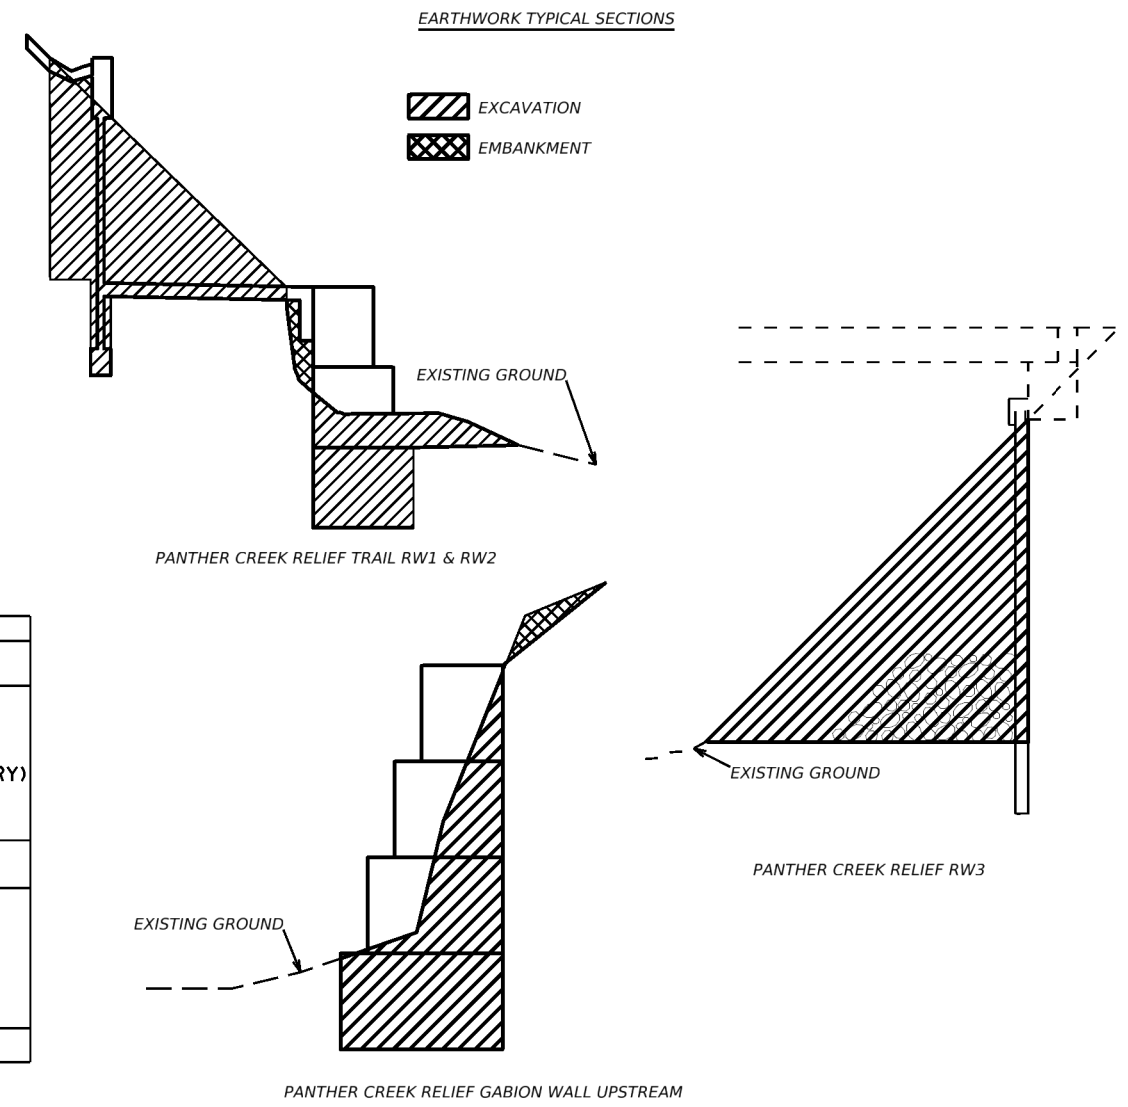 EARTHWORK TYPICAL SECTIONS
EXCAVATION
EMBANKMENT
EXISTING GROUND
PANTHER CREEK RELIEF TRAIL RW1 & RW2
RY)
EXISTING GROUND
PANTHER CREEK RELIEF RW3
EXISTING GROUND
PANTHER CREEK RELIEF GABION WALL UPSTREAM